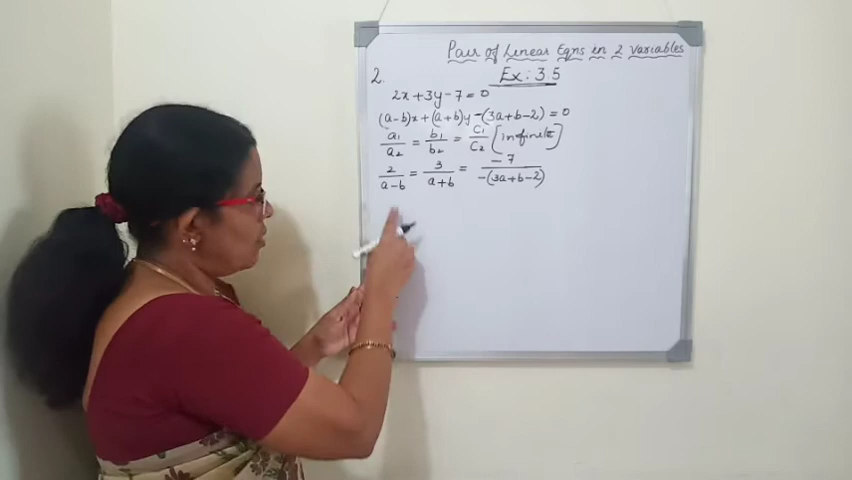 Pair of Linear Eqns in 2 variables
2. Ex: 3.5
2x+3y-7=0
(a-b)x+(a+b)y-(3a+b-2)=0
a₁/a₂ = b₁/b₂ = c₁/c₂ [infinite]
2/(a-b) = 3/(a+b) = -7/-(3a+b-2)